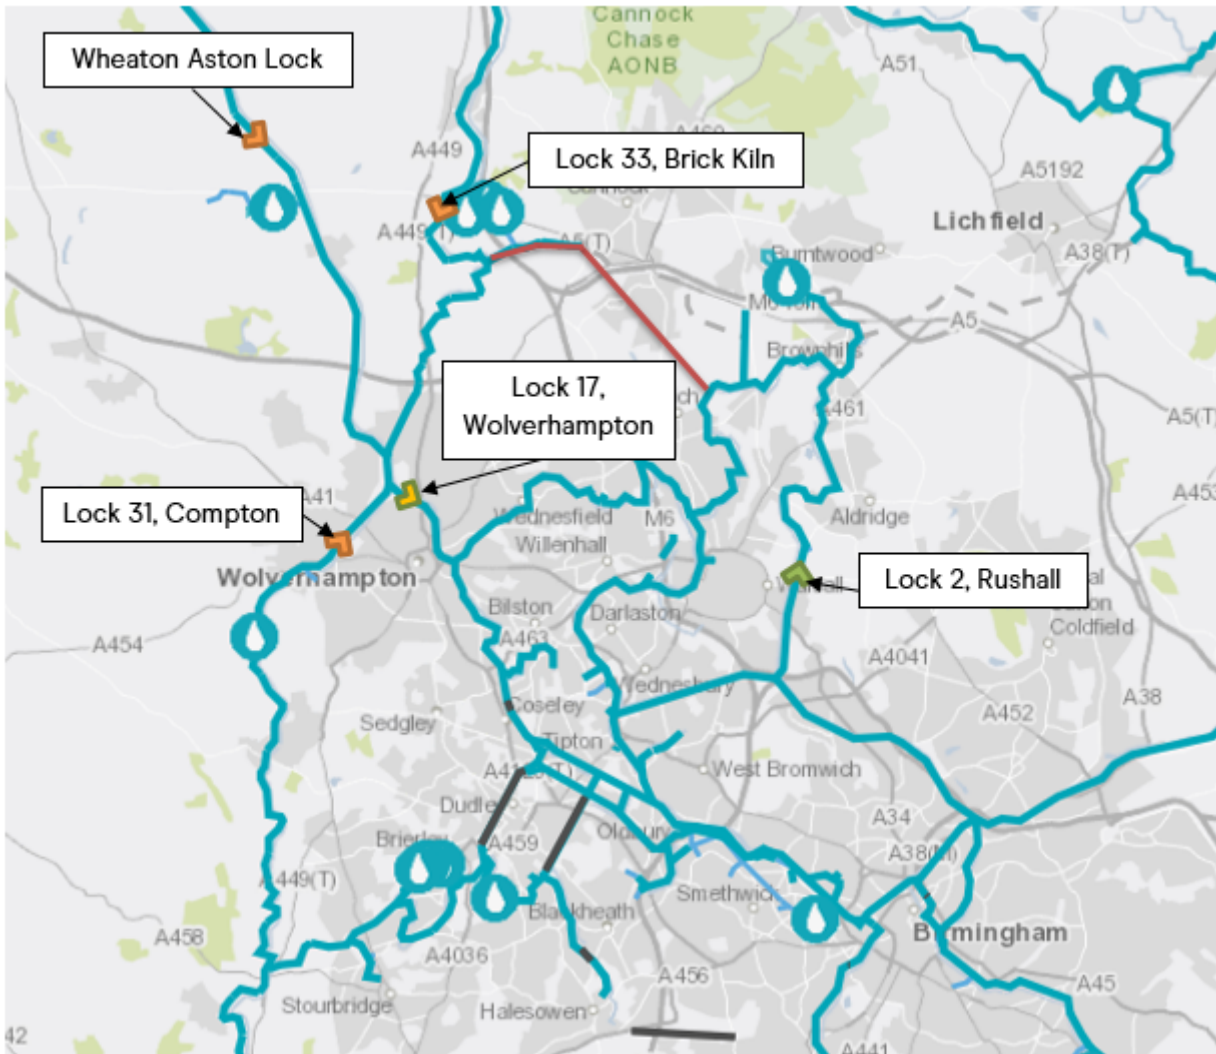 Cannock
Chase
AONB
A51
Wheaton Aston Lock
A449
A460
Lock 33, Brick Kiln
A5192
Cannock
Lichfield
A449(T)
A5(T)
Burntwood
A38(T)
A5
Brownhills
Lock 17,
Wolverhampton
A461
A5(T)
A41
A453
Lock 31, Compton
Wednesfield
M6
Aldridge
Willenhall
Wolverhampton
Lock 2, Rushall
Bilston
Darlaston
Coldfield
A454
A463
A4041
Wednesbury
A38
Sedgley
Coseley
A452
Tipton
West Bromwich
Dudley
A34
Oldbury
Brierley
A459
A38(M)
A449(T)
Smethwick
Blackheath
A458
Birmingham
A4036
A456
A45
Stourbridge
Halesowen
42
A441